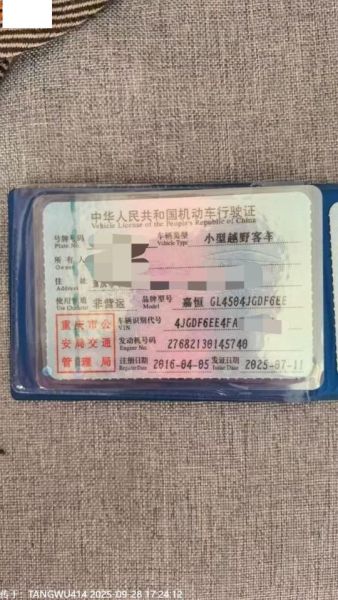 中华人民共和国机动车行驶证
Vehicle License of the People's Republic of China
号牌号码 车辆类型 小型越野客车
Plate No. Vehicle Type
所有人
Owner
住址
Address
使用性质 非营运 品牌型号
Use Character Model
重庆市公
安局交通
管理局
车辆识别代号 4JGDF6EE4FA
VIN
发动机号码 27682130145740
Engine No.
注册日期 2016-04-05 发证日期 2025-07-11
Register Date Issue Date
TANGWU414 2025-09-28 17:24:12